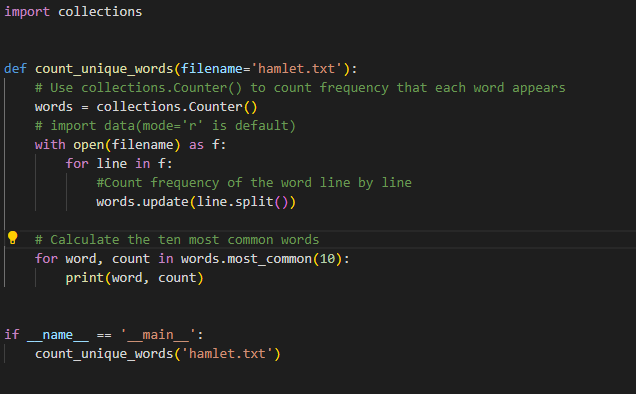 import collections
def count_unique_words(filename='hamlet.txt'):
    # Use collections.Counter() to count frequency that each word appears
    words = collections.Counter()
    # import data(mode='r' is default)
    with open(filename) as f:
        for line in f:
            #Count frequency of the word line by line
            words.update(line.split())
    # Calculate the ten most common words
    for word, count in words.most_common(10):
        print(word, count)
if __name__ == '__main__':
    count_unique_words('hamlet.txt')